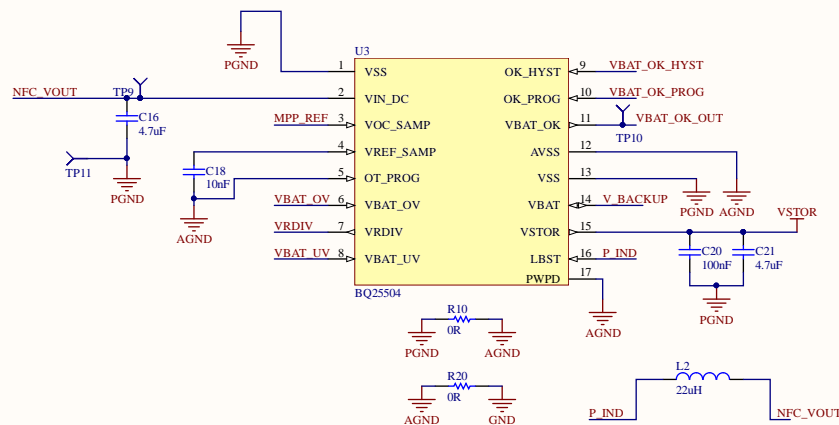 U3
PGND
1 VSS
OK_HYST 9 VBAT_OK_HYST
NFC_VOUT
TP9
2 VIN_DC
OK_PROG 10 VBAT_OK_PROG
C16
4.7uF
MPP_REF 3 VOC_SAMP
VBAT_OK 11 VBAT_OK_OUT
TP10
4 VREF_SAMP
AVSS 12
TP11
C18
10nF
5 OT_PROG
VSS 13
PGND
VBAT_OV 6 VBAT_OV
VBAT 14 V_BACKUP
PGND
AGND
VSTOR
AGND
VRDIV 7 VRDIV
VSTOR 15
VBAT_UV 8 VBAT_UV
LBST 16 P_IND
C20
100nF
C21
4.7uF
PWPD 17
BQ25504
PGND
AGND
R10
0R
PGND
AGND
R20
0R
AGND
GND
L2
22uH
P_IND
NFC_VOUT